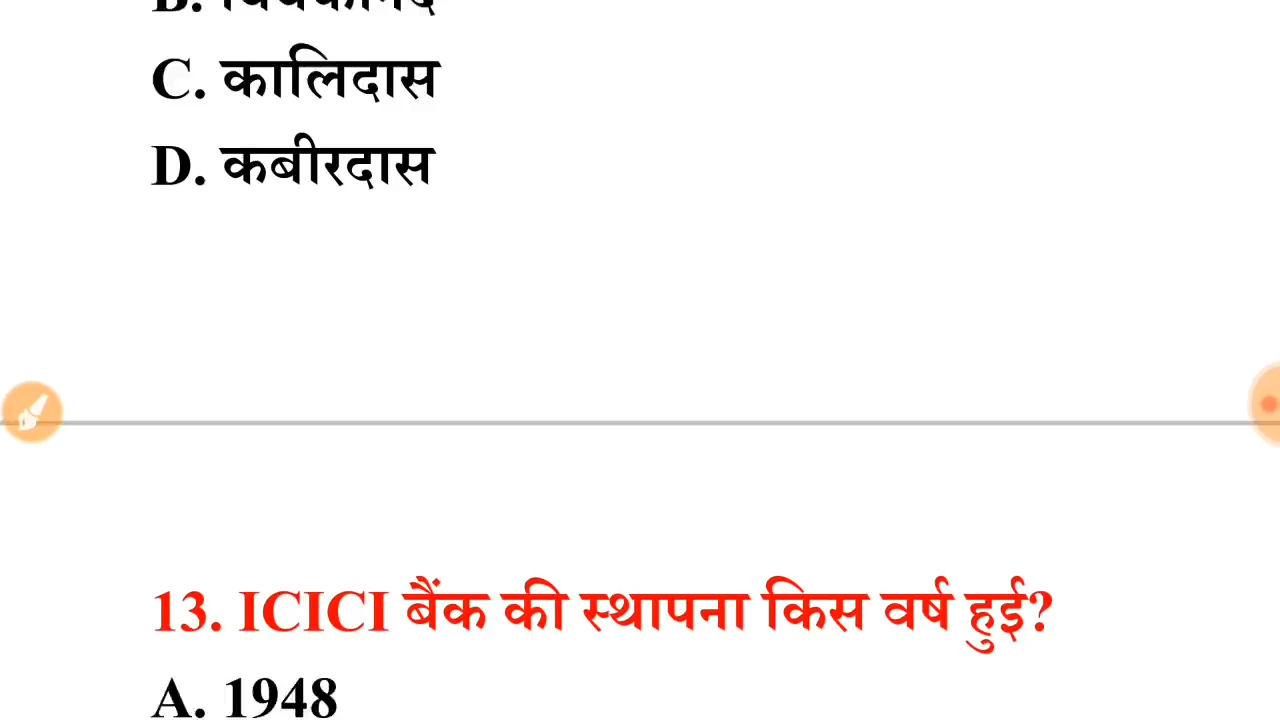 B.
C. कालिदास
D. कबीरदास
13. ICICI बैंक की स्थापना किस वर्ष हुई?
A. 1948